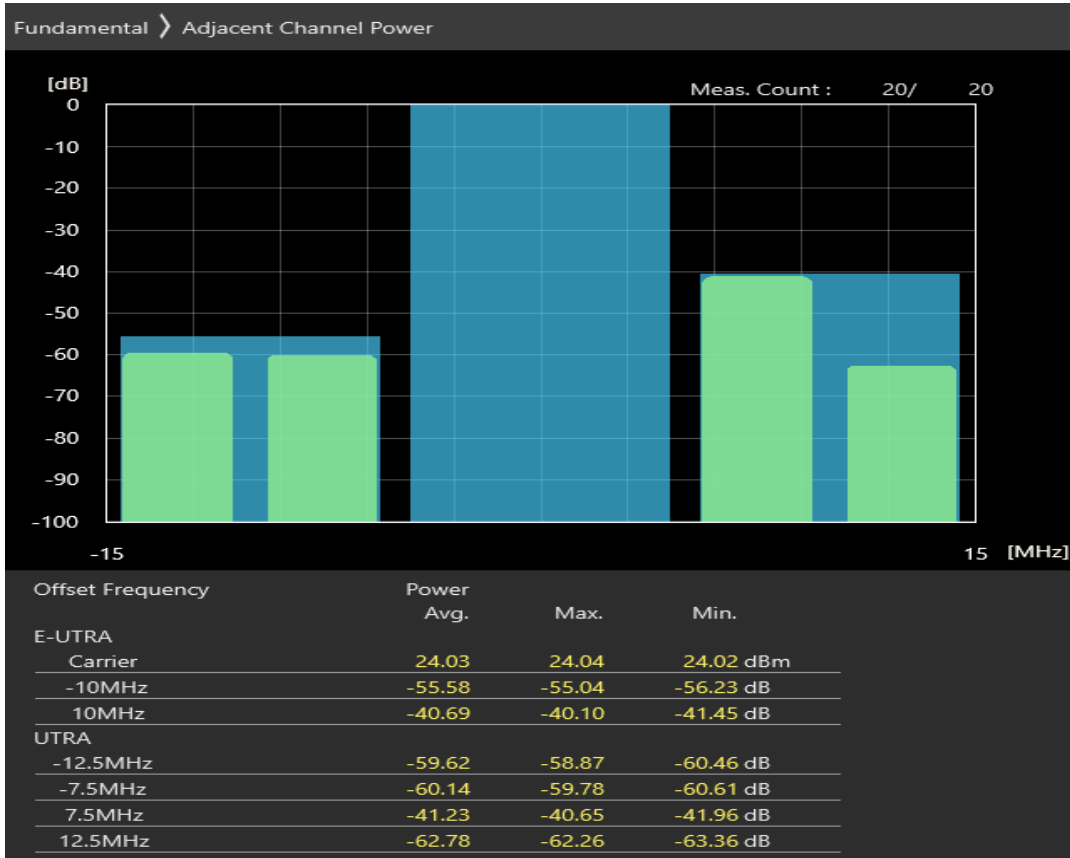 Fundamental 〉 Adjacent Channel Power
[dB]
Meas. Count : 20/ 20
0
-10
-20
-30
-40
-50
-60
-70
-80
-90
-100
-15 15 [MHz]
Offset Frequency Power
Avg. Max. Min.
E-UTRA
Carrier 24.03 24.04 24.02 dBm
-10MHz -55.58 -55.04 -56.23 dB
10MHz -40.69 -40.10 -41.45 dB
UTRA
-12.5MHz -59.62 -58.87 -60.46 dB
-7.5MHz -60.14 -59.78 -60.61 dB
7.5MHz -41.23 -40.65 -41.96 dB
12.5MHz -62.78 -62.26 -63.36 dB